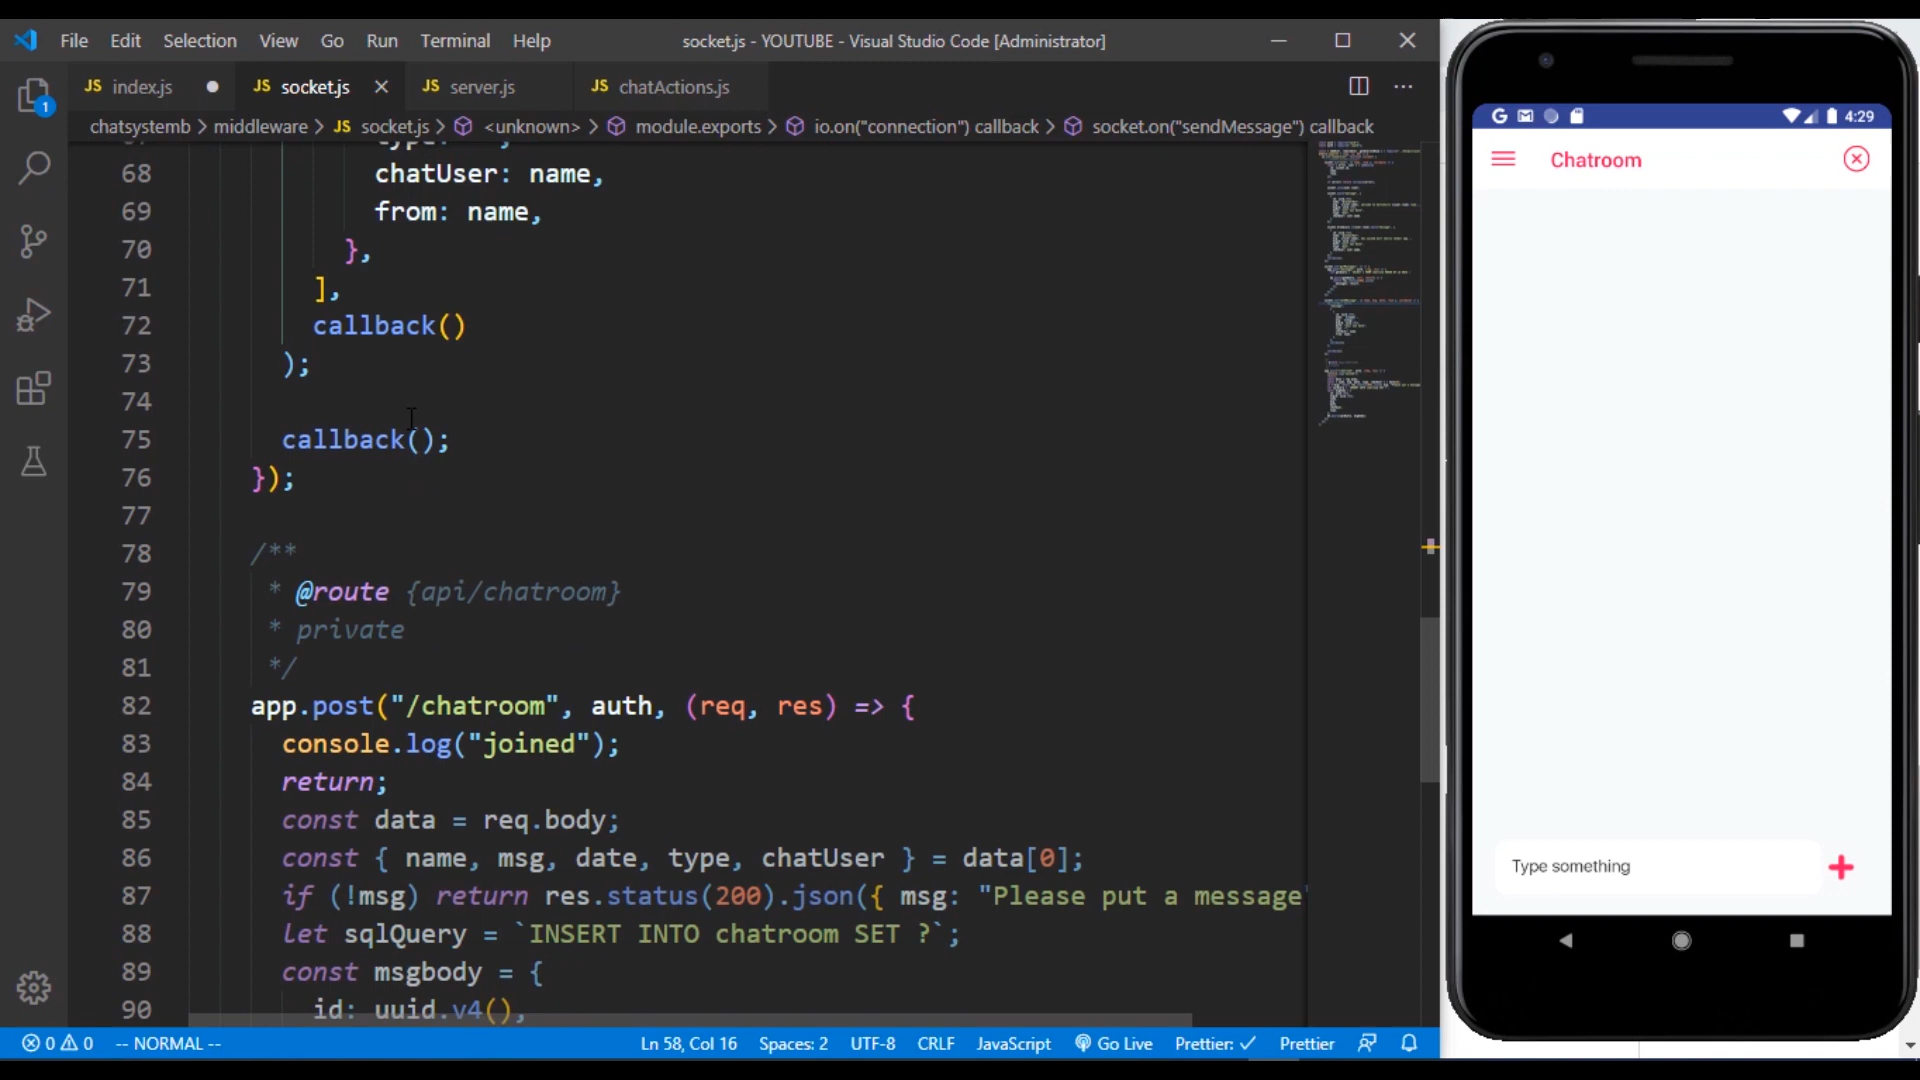 File Edit Selection View Go Run Terminal Help socket.js - YOUTUBE - Visual Studio Code [Administrator]
JS index.js JS socket.js JS server.js JS chatActions.js
chatsystemb > middleware > JS socket.js > <unknown> > module.exports > io.on("connection") callback > socket.on("sendMessage") callback
68 chatUser: name,
69 from: name,
70 },
71 ],
72 callback()
73 );
74
75 callback();
76 });
77
78 /**
79 * @route {api/chatroom}
80 * private
81 */
82 app.post("/chatroom", auth, (req, res) => {
83 console.log("joined");
84 return;
85 const data = req.body;
86 const { name, msg, date, type, chatUser } = data[0];
87 if (!msg) return res.status(200).json({ msg: "Please put a message"
88 let sqlQuery = `INSERT INTO chatroom SET ?`;
89 const msgbody = {
90 id: uuid.v4(),
1
0 0 -- NORMAL -- Ln 58, Col 16 Spaces: 2 UTF-8 CRLF JavaScript Go Live Prettier: ✓ Prettier
G 4:29
Chatroom
Type something